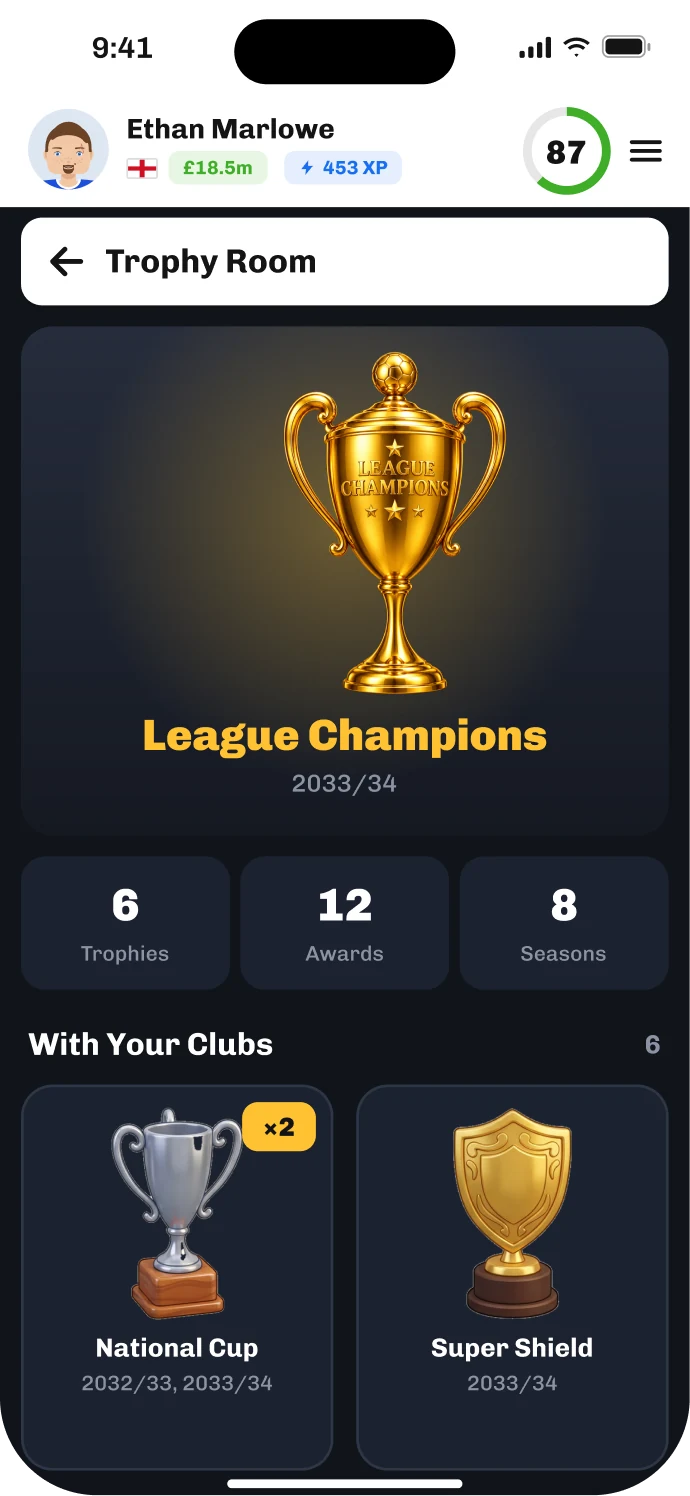 9:41
Ethan Marlowe
£18.5m
453 XP
87
Trophy Room
LEAGUE
CHAMPIONS
League Champions
2033/34
6
Trophies
12
Awards
8
Seasons
With Your Clubs
6
×2
National Cup
2032/33, 2033/34
Super Shield
2033/34